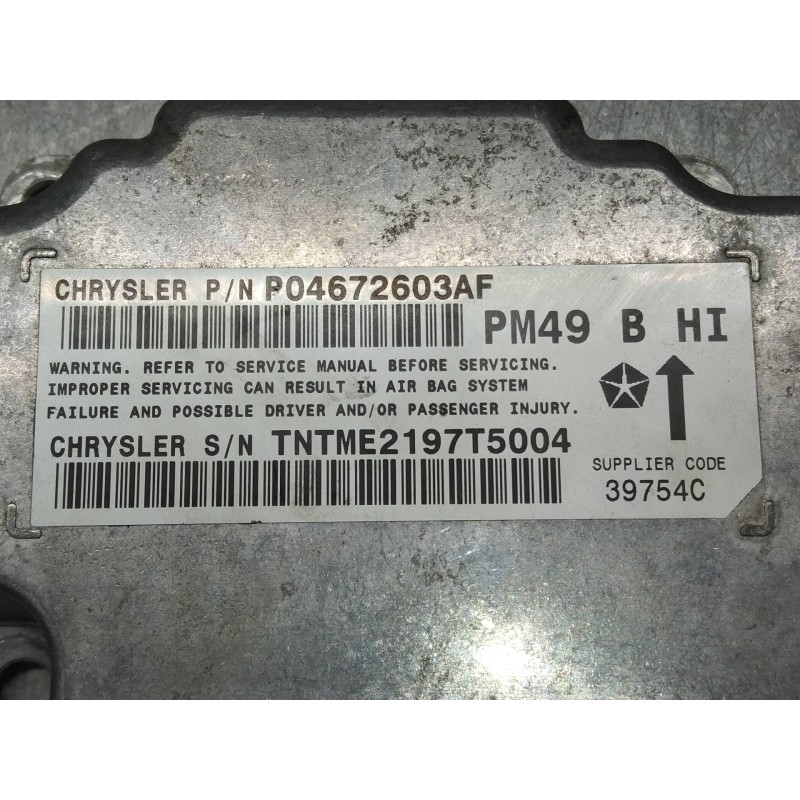 CHRYSLER P/N P04672603AF
PM49 B HI
WARNING. REFER TO SERVICE MANUAL BEFORE SERVICING.
IMPROPER SERVICING CAN RESULT IN AIR BAG SYSTEM
FAILURE AND POSSIBLE DRIVER AND/OR PASSENGER INJURY.
CHRYSLER S/N TNTME2197T5004
SUPPLIER CODE
39754C